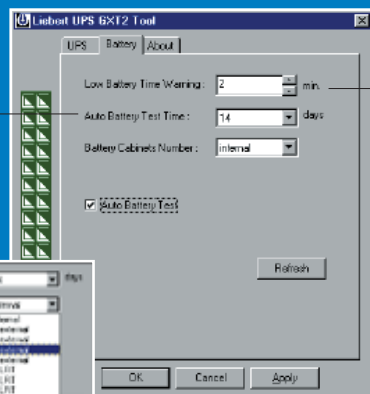 Liebert UPS GXT2 Tool
UPS Battery About
Low Battery Time Warning: 2 min.
Auto Battery Test Time: 14 days
Battery Cabinets Number: internal
Auto Battery Test
Refresh
days
OK Cancel Apply